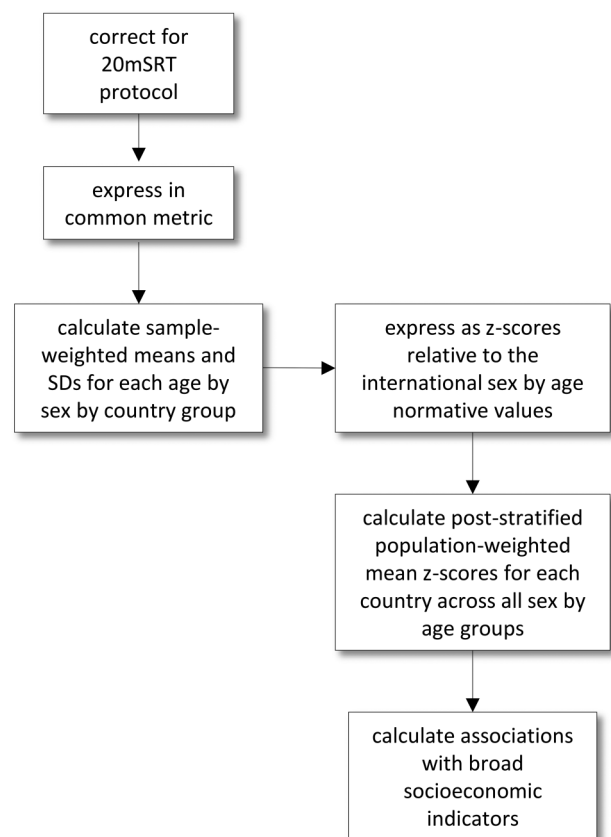 correct for
20mSRT
protocol
express in
common metric
calculate sample-
weighted means and
SDs for each age by
sex by country group
express as z-scores
relative to the
international sex by age
normative values
calculate post-stratified
population-weighted
mean z-scores for each
country across all sex by
age groups
calculate associations
with broad
socioeconomic
indicators